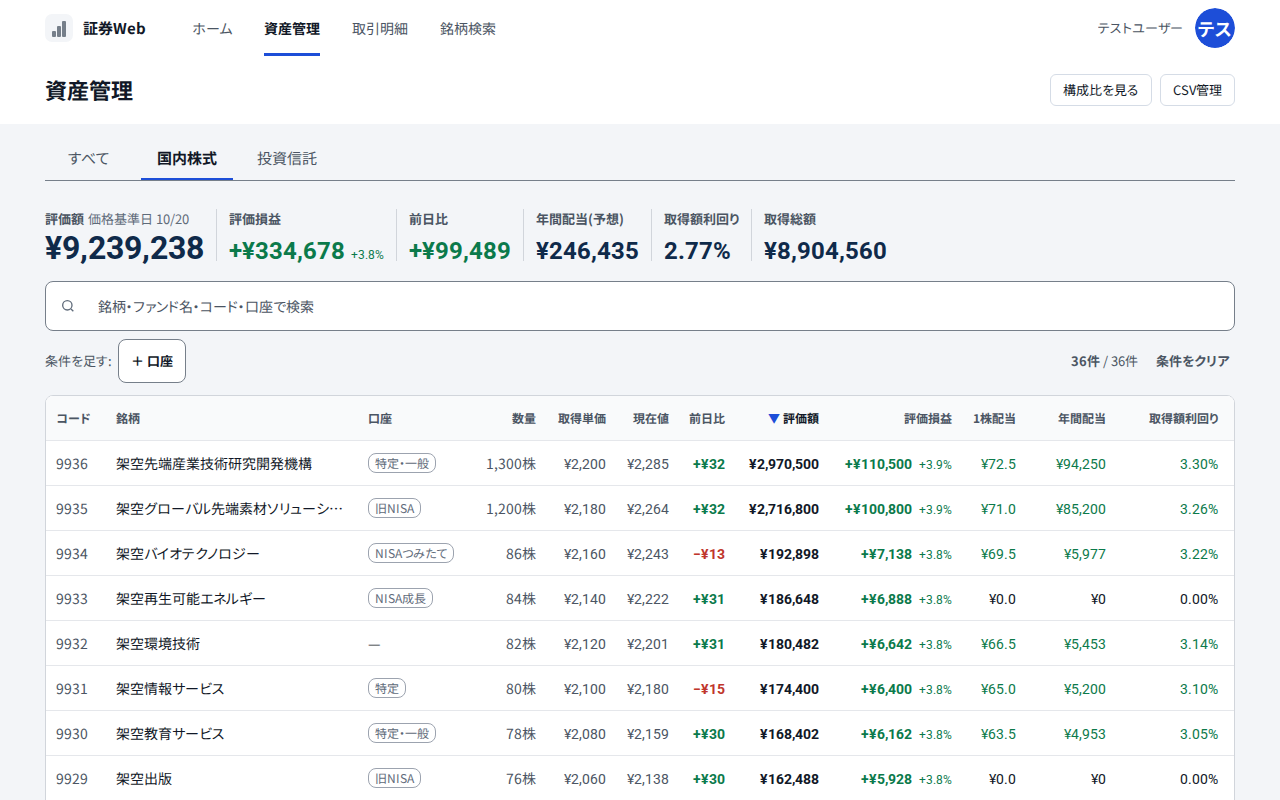 証券Web ホーム 資産管理 取引明細 銘柄検索 テストユーザー テス
資産管理 構成比を見る CSV管理
すべて 国内株式 投資信託
評価額 価格基準日 10/20 評価損益 前日比 年間配当(予想) 取得額利回り 取得総額
¥9,239,238 +¥334,678 +3.8% +¥99,489 ¥246,435 2.77% ¥8,904,560
銘柄・ファンド名・コード・口座で検索
条件を足す: ＋ 口座 36件 / 36件 条件をクリア
コード 銘柄 口座 数量 取得単価 現在値 前日比 ▼ 評価額 評価損益 1株配当 年間配当 取得額利回り
9936 架空先端産業技術研究開発機構 特定・一般 1,300株 ¥2,200 ¥2,285 +¥32 ¥2,970,500 +¥110,500 +3.9% ¥72.5 ¥94,250 3.30%
9935 架空グローバル先端素材ソリューシ… 旧NISA 1,200株 ¥2,180 ¥2,264 +¥32 ¥2,716,800 +¥100,800 +3.9% ¥71.0 ¥85,200 3.26%
9934 架空バイオテクノロジー NISAつみたて 86株 ¥2,160 ¥2,243 −¥13 ¥192,898 +¥7,138 +3.8% ¥69.5 ¥5,977 3.22%
9933 架空再生可能エネルギー NISA成長 84株 ¥2,140 ¥2,222 +¥31 ¥186,648 +¥6,888 +3.8% ¥0.0 ¥0 0.00%
9932 架空環境技術 — 82株 ¥2,120 ¥2,201 +¥31 ¥180,482 +¥6,642 +3.8% ¥66.5 ¥5,453 3.14%
9931 架空情報サービス 特定 80株 ¥2,100 ¥2,180 −¥15 ¥174,400 +¥6,400 +3.8% ¥65.0 ¥5,200 3.10%
9930 架空教育サービス 特定・一般 78株 ¥2,080 ¥2,159 +¥30 ¥168,402 +¥6,162 +3.8% ¥63.5 ¥4,953 3.05%
9929 架空出版 旧NISA 76株 ¥2,060 ¥2,138 +¥30 ¥162,488 +¥5,928 +3.8% ¥0.0 ¥0 0.00%